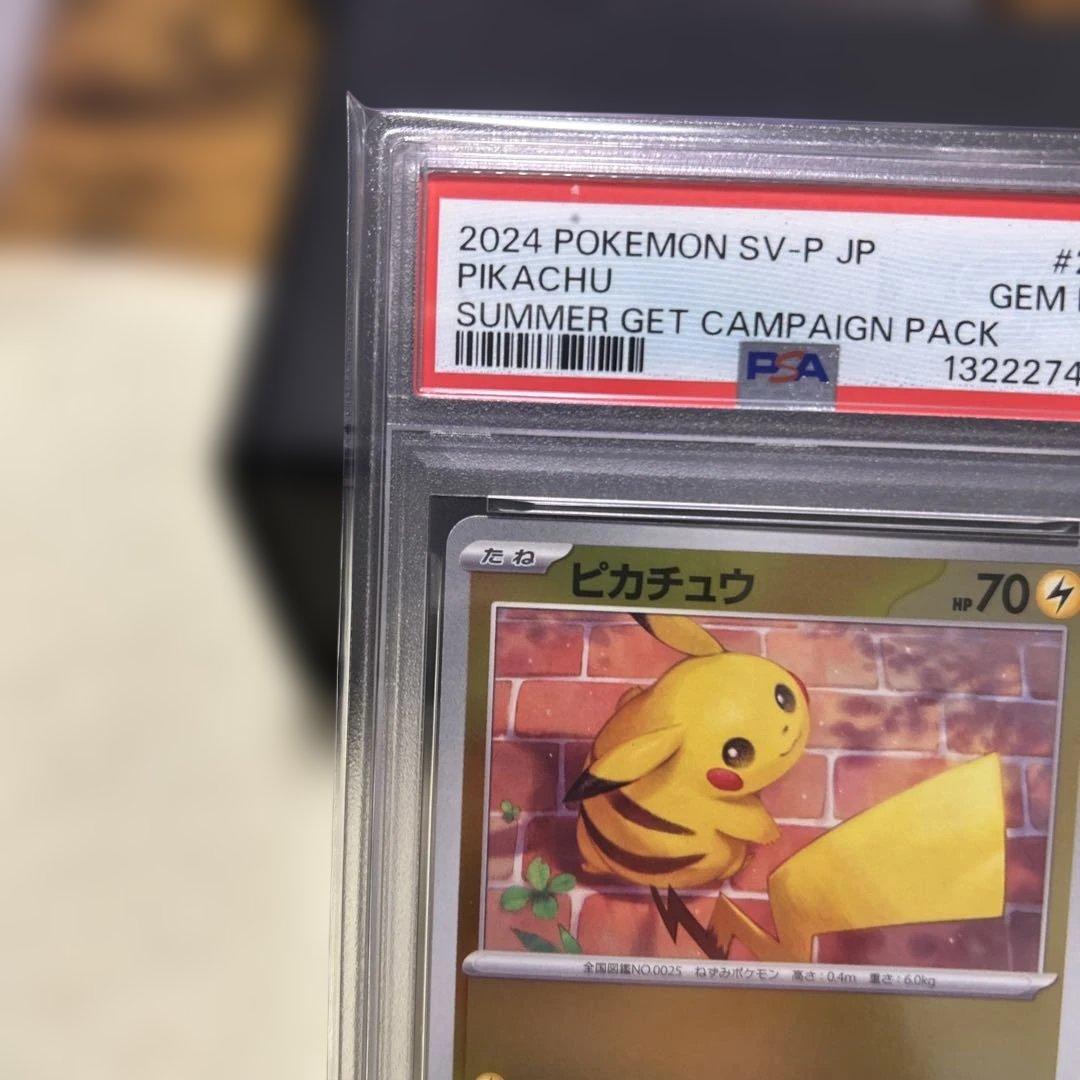 2024 POKEMON SV-P JP
PIKACHU
GEM
SUMMER GET CAMPAIGN PACK
PSA
1322274
たね
ピカチュウ
HP70
全国図鑑NO.0025 ねずみポケモン 高さ:0.4m 重さ:6.0kg